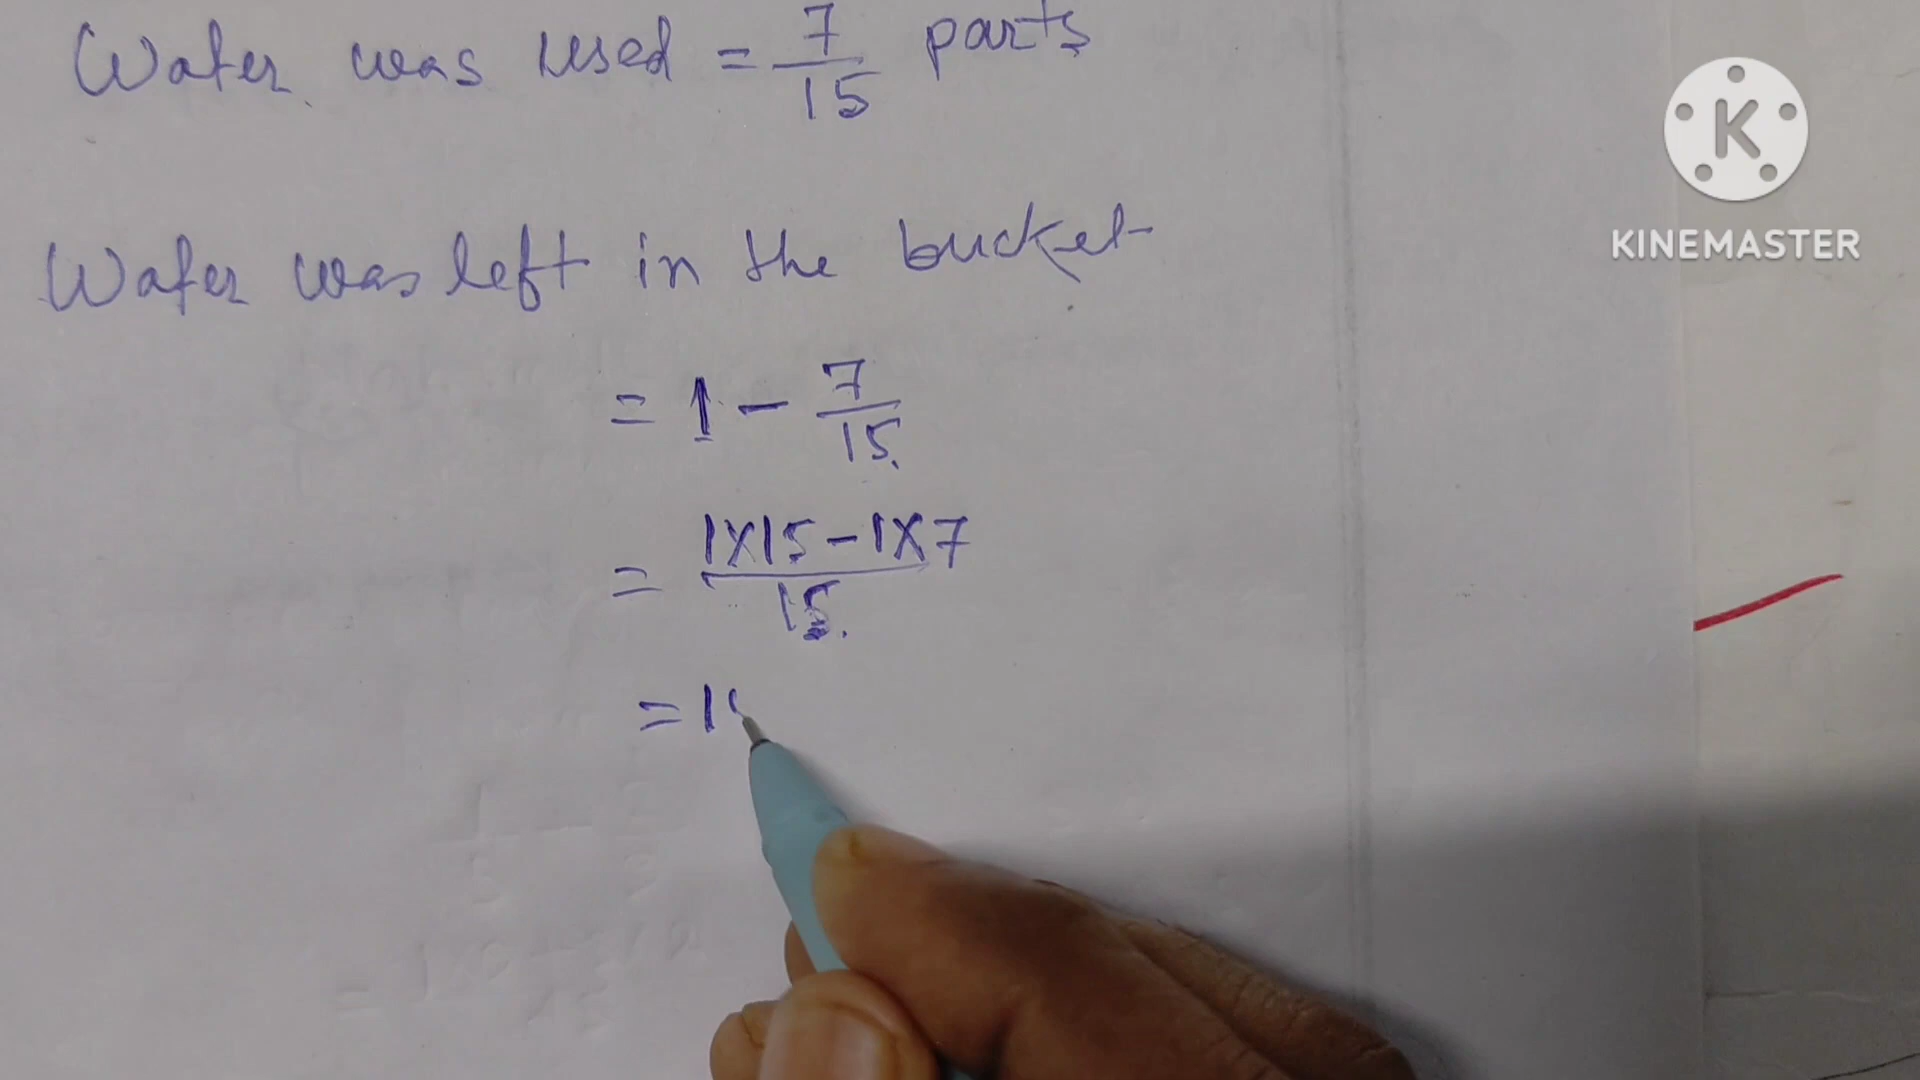 Water was used = 7/15 parts
Water was left in the bucket
= 1 - 7/15
= 1×15-1×7/15
= 1
K
KINEMASTER